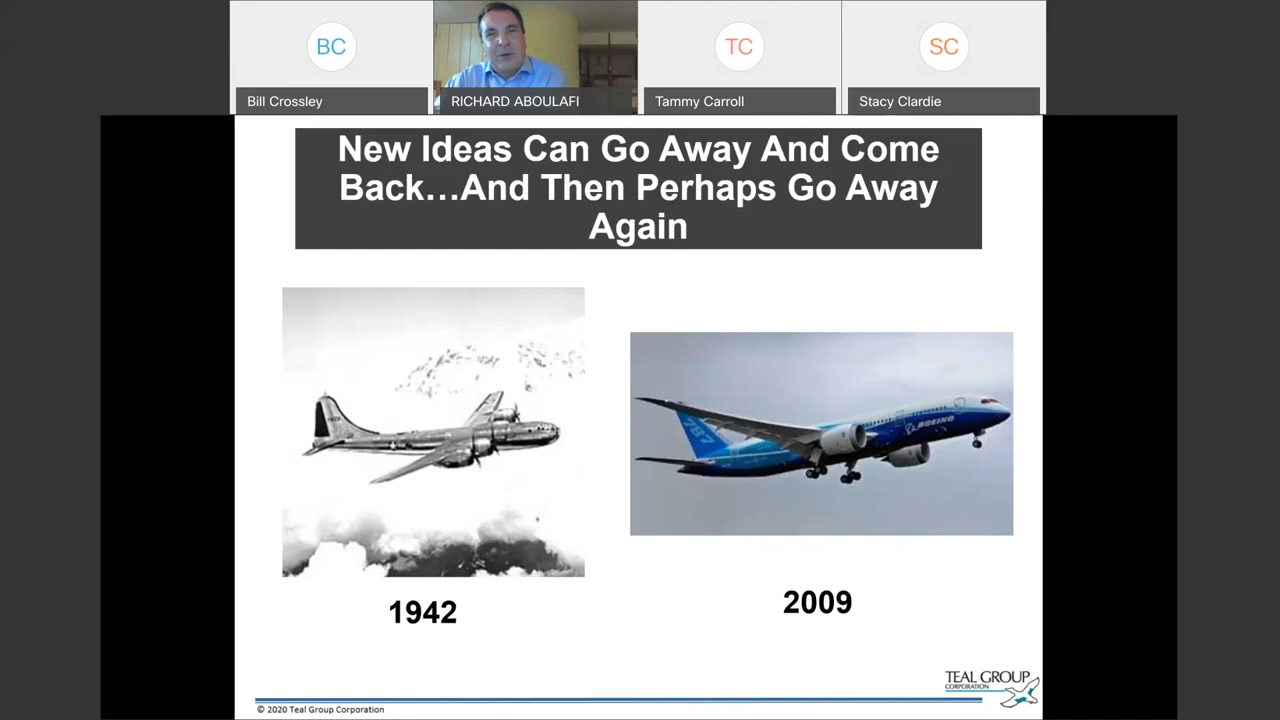 BC
TC
SC
Bill Crossley
RICHARD ABOULAFI
Tammy Carroll
Stacy Clardie
New Ideas Can Go Away And Come
Back…And Then Perhaps Go Away
Again
787
BOEING
1942
2009
TEAL GROUP
CORPORATION
© 2020 Teal Group Corporation